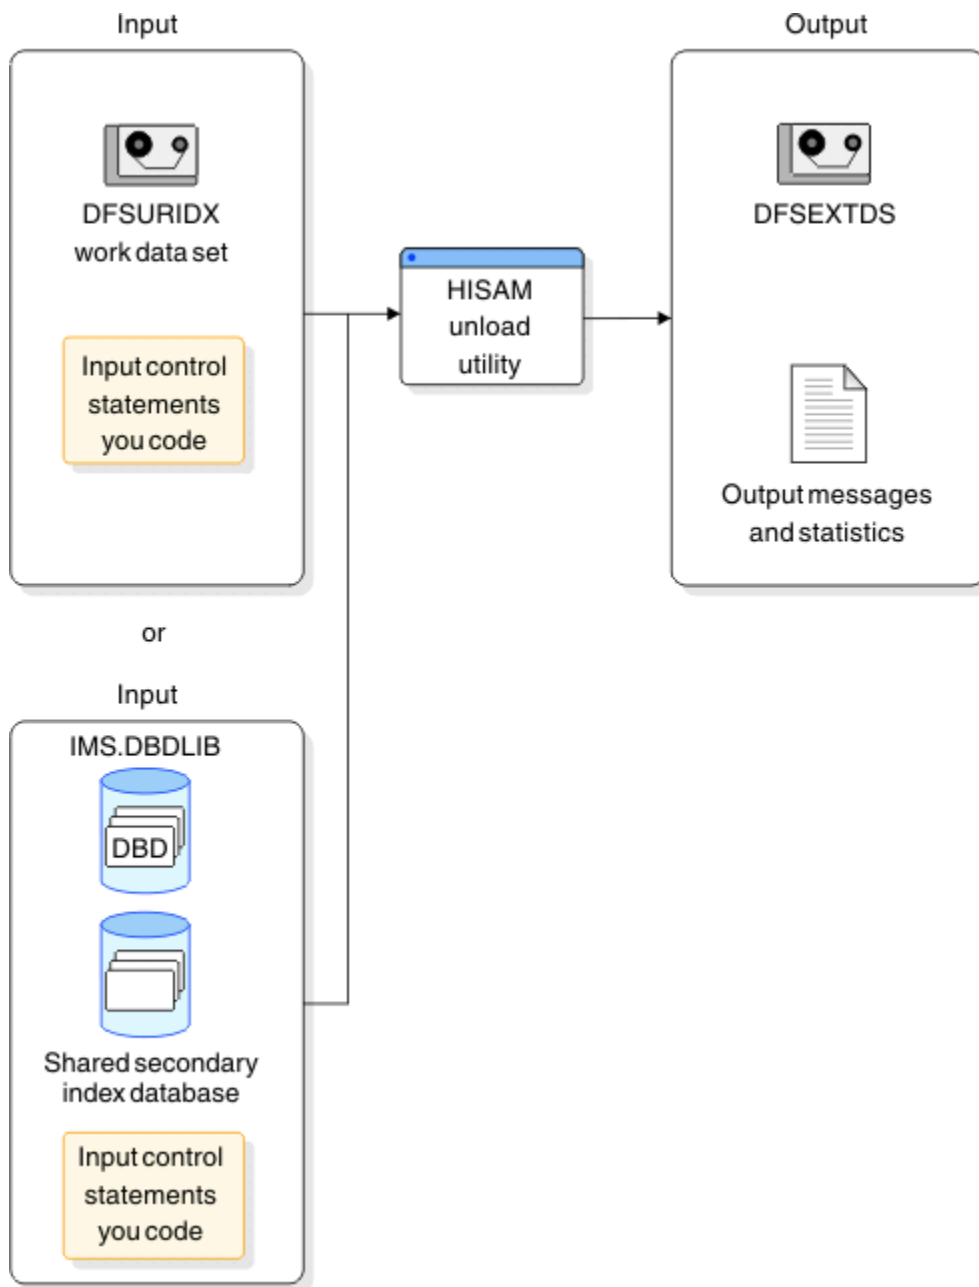 Input
DFSURIDX
work data set
Input control
statements
you code
or
Input
IMS.DBDLIB
DBD
Shared secondary
index database
Input control
statements
you code
HISAM
unload
utility
Output
DFSEXTDS
Output messages
and statistics